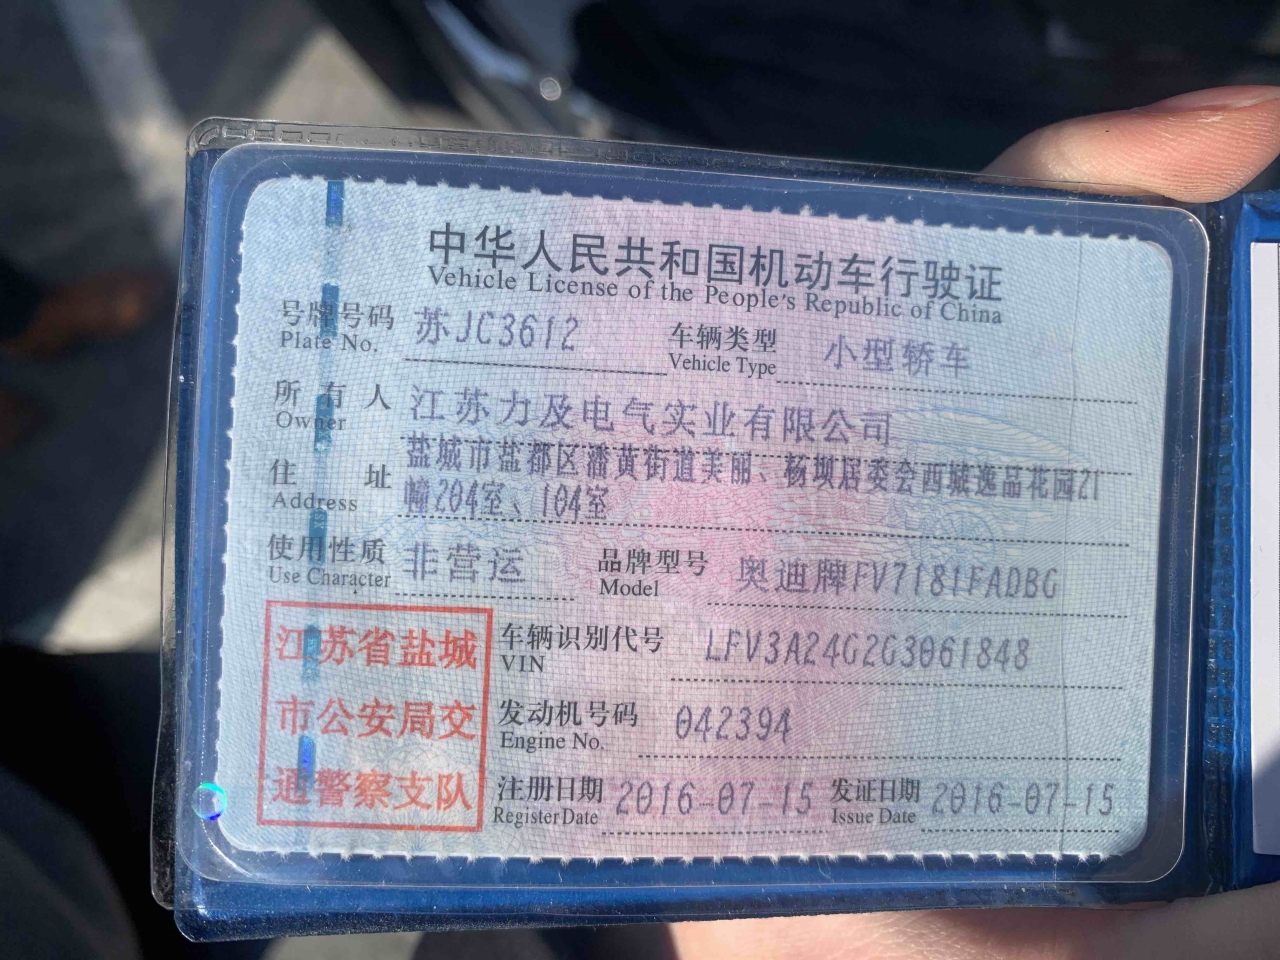 中华人民共和国机动车行驶证
Vehicle License of the People's Republic of China
号牌号码 苏JC3612 车辆类型 小型轿车
Plate No. Vehicle Type
所有人 江苏力及电气实业有限公司
Owner
住址 盐城市盐都区潘黄街道美丽、杨坝居委会西城逸品花园21
Address 幢204室、104室
使用性质 非营运 品牌型号 奥迪牌FV7181FADBG
Use Character Model
江苏省盐城
市公安局交
通警察支队
车辆识别代号 LFV3A24G2G3061848
VIN
发动机号码 042394
Engine No.
注册日期 2016-07-15 发证日期 2016-07-15
Register Date Issue Date